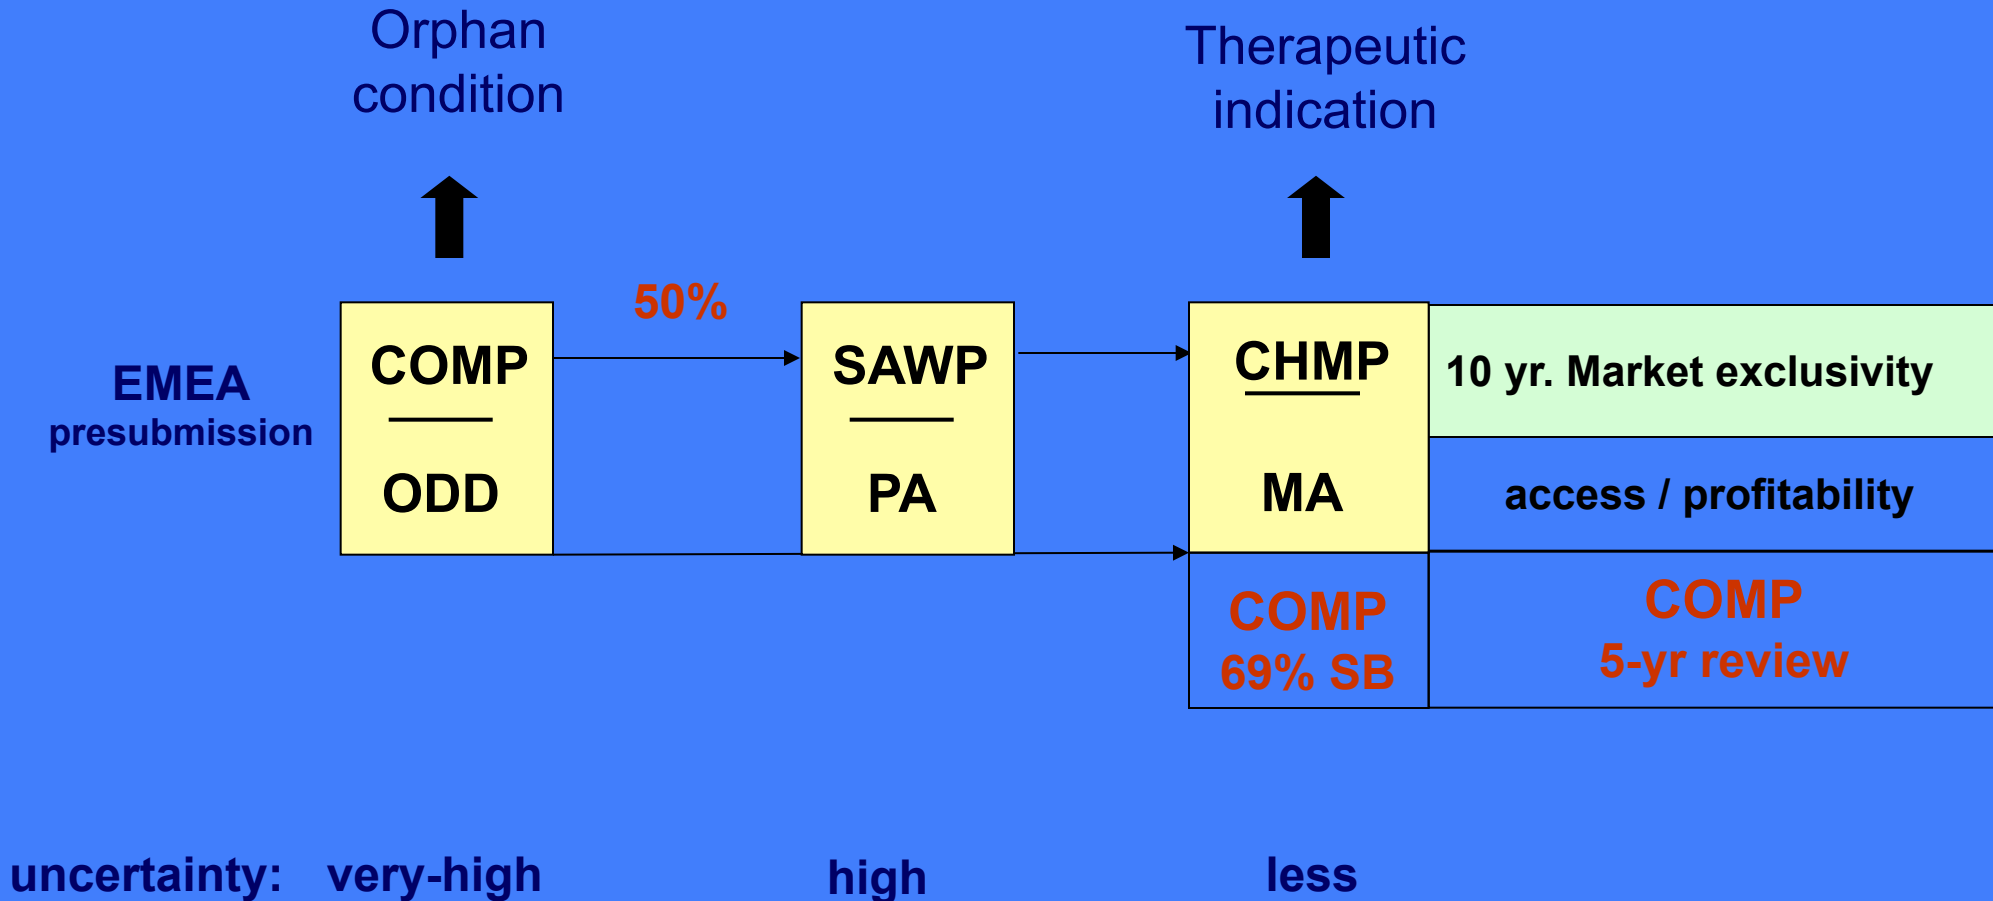 Orphan
condition
Therapeutic
indication
50%
EMEA
presubmission
COMP
ODD
SAWP
PA
CHMP
MA
10 yr. Market exclusivity
access / profitability
COMP
69% SB
COMP
5-yr review
uncertainty: very-high high less